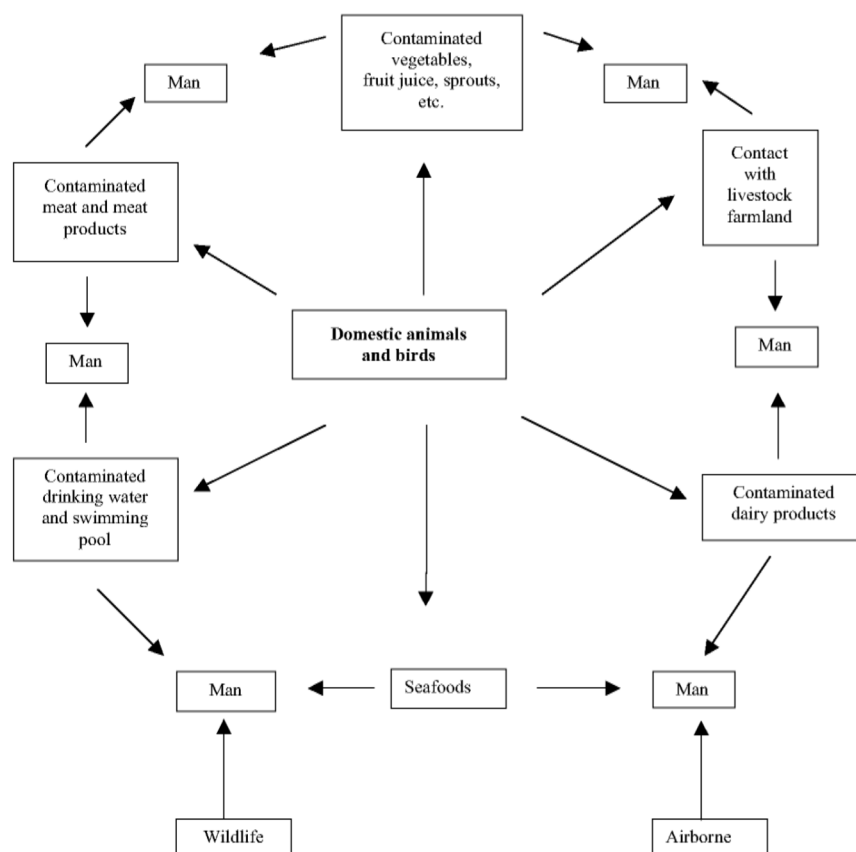 Contaminated
vegetables,
fruit juice, sprouts,
etc.
Man
Man
Contaminated
meat and meat
products
Contact
with
livestock
farmland
Domestic animals
and birds
Man
Man
Contaminated
drinking water
and swimming
pool
Contaminated
dairy products
Man
Seafoods
Man
Wildlife
Airborne